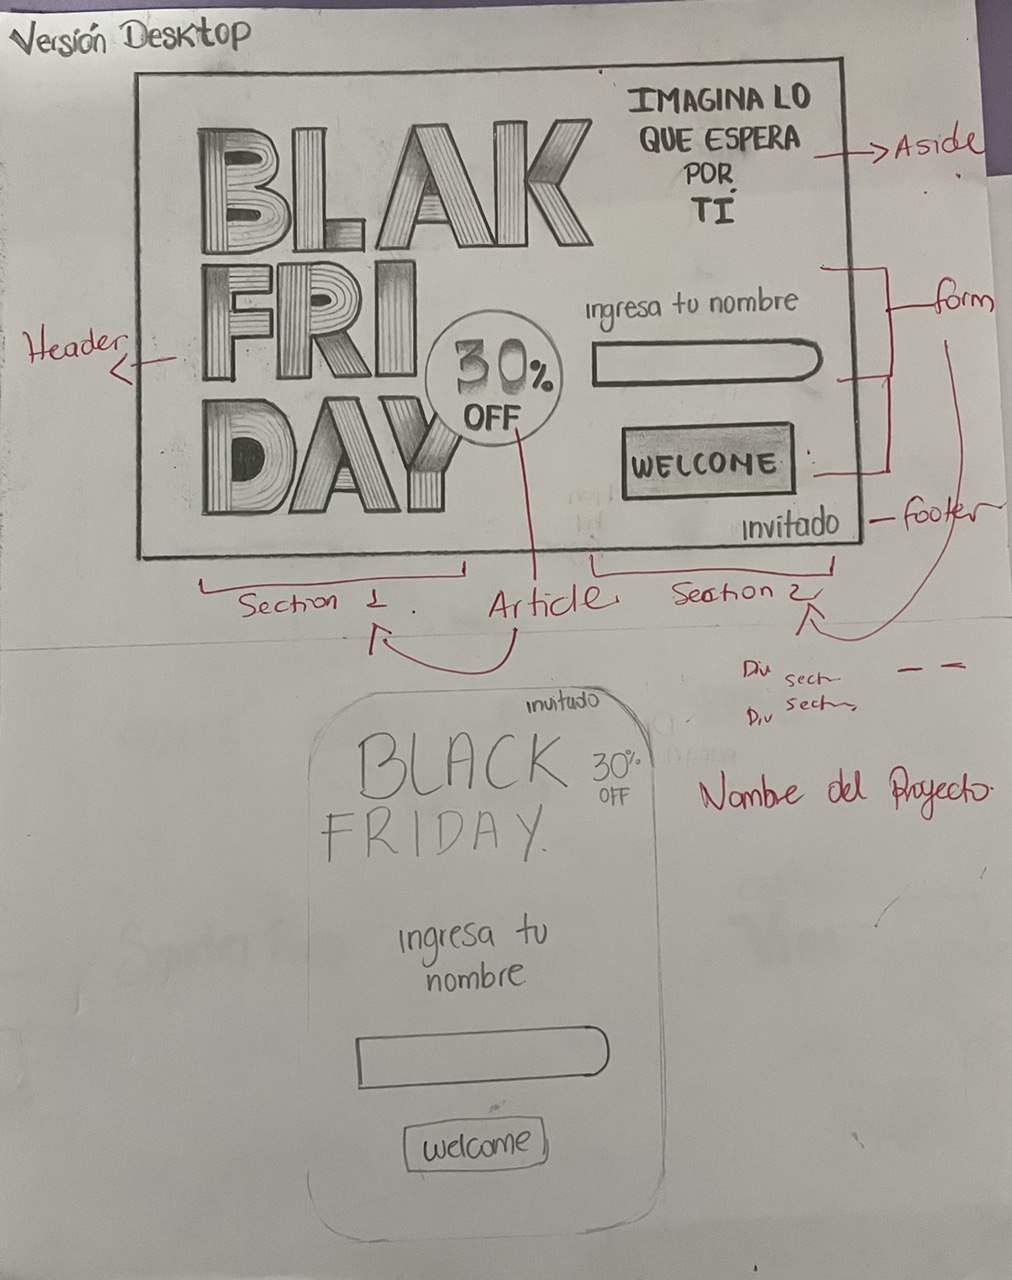 Versión Desktop
BLAK
FRI
DAY
30%
OFF
IMAGINA LO
QUE ESPERA
POR
TÍ
Aside
Header
ingresa tu nombre
form
WELCOME
invitado
footer
Section 1
Article
Section 2
Div sect
Div sect
invitado
BLACK
FRIDAY.
30%
OFF
Nombre del Proyecto.
ingresa tu
nombre
welcome